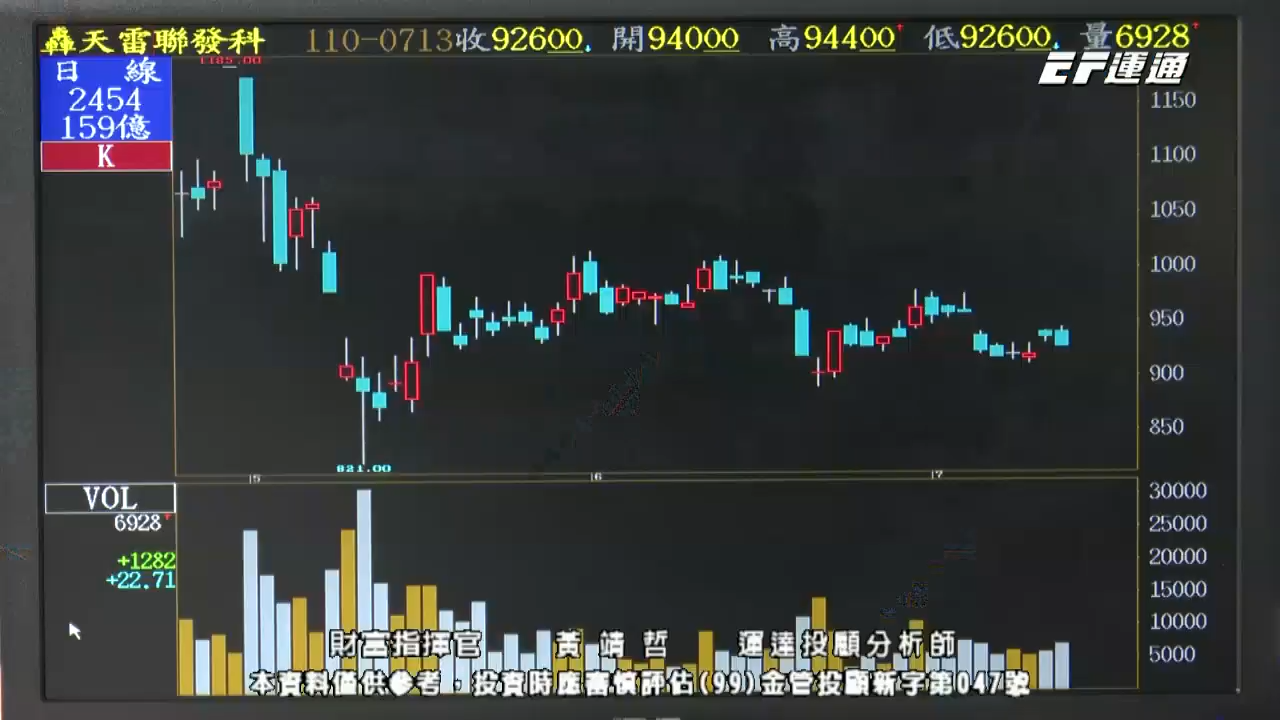 轟天雷聯發科 110-0713收92600 開94000 高94400 低92600 量6928
EF運通
日 線
2454
159億
K
1185.00
1150
1100
1050
1000
950
900
850
821.00
5 6 7
VOL
6928
+1282
+22.71
30000
25000
20000
15000
10000
5000
財富指揮官 黃靖哲 運達投顧分析師
本資料僅供參考，投資時應審慎評估(99)金管投顧新字第047號